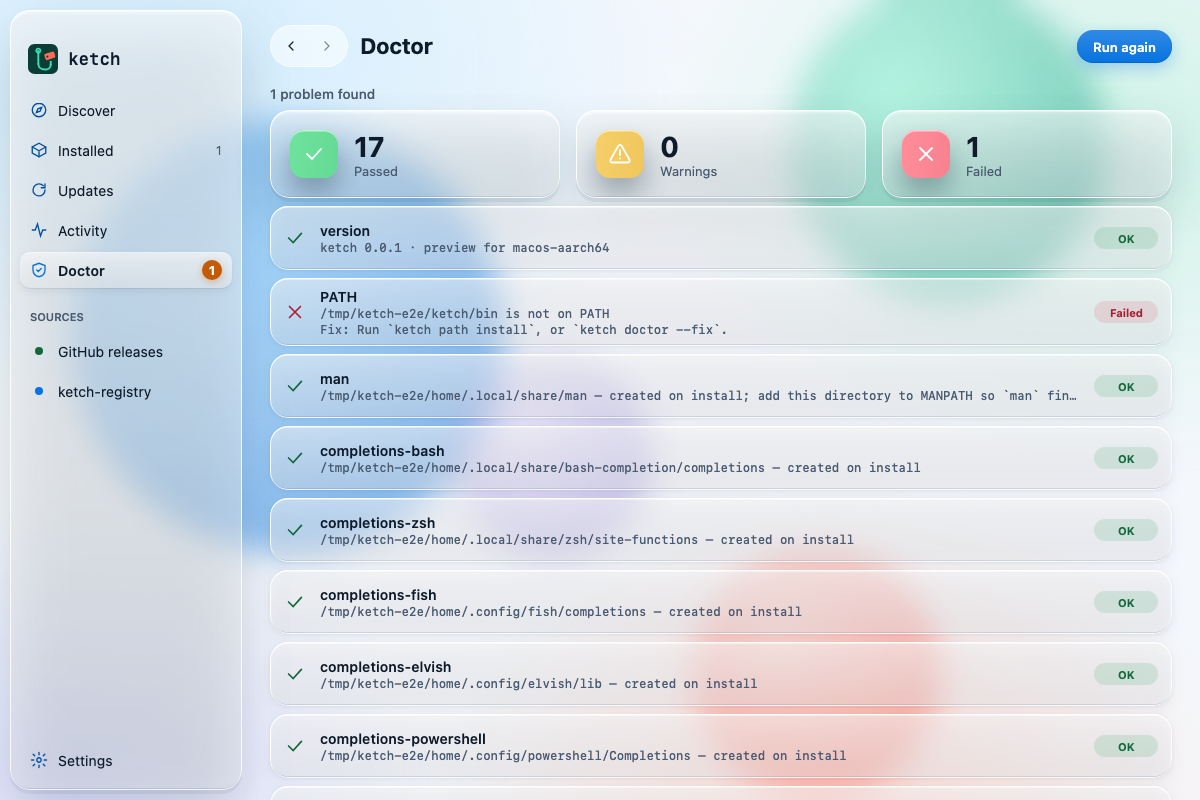 ketch
Discover
Installed 1
Updates
Activity
Doctor 1
SOURCES
GitHub releases
ketch-registry
Settings
Doctor
Run again
1 problem found
17
Passed
0
Warnings
1
Failed
version
ketch 0.0.1 · preview for macos-aarch64
OK
PATH
/tmp/ketch-e2e/ketch/bin is not on PATH
Fix: Run `ketch path install`, or `ketch doctor --fix`.
Failed
man
/tmp/ketch-e2e/home/.local/share/man — created on install; add this directory to MANPATH so `man` fin…
OK
completions-bash
/tmp/ketch-e2e/home/.local/share/bash-completion/completions — created on install
OK
completions-zsh
/tmp/ketch-e2e/home/.local/share/zsh/site-functions — created on install
OK
completions-fish
/tmp/ketch-e2e/home/.config/fish/completions — created on install
OK
completions-elvish
/tmp/ketch-e2e/home/.config/elvish/lib — created on install
OK
completions-powershell
/tmp/ketch-e2e/home/.config/powershell/Completions — created on install
OK